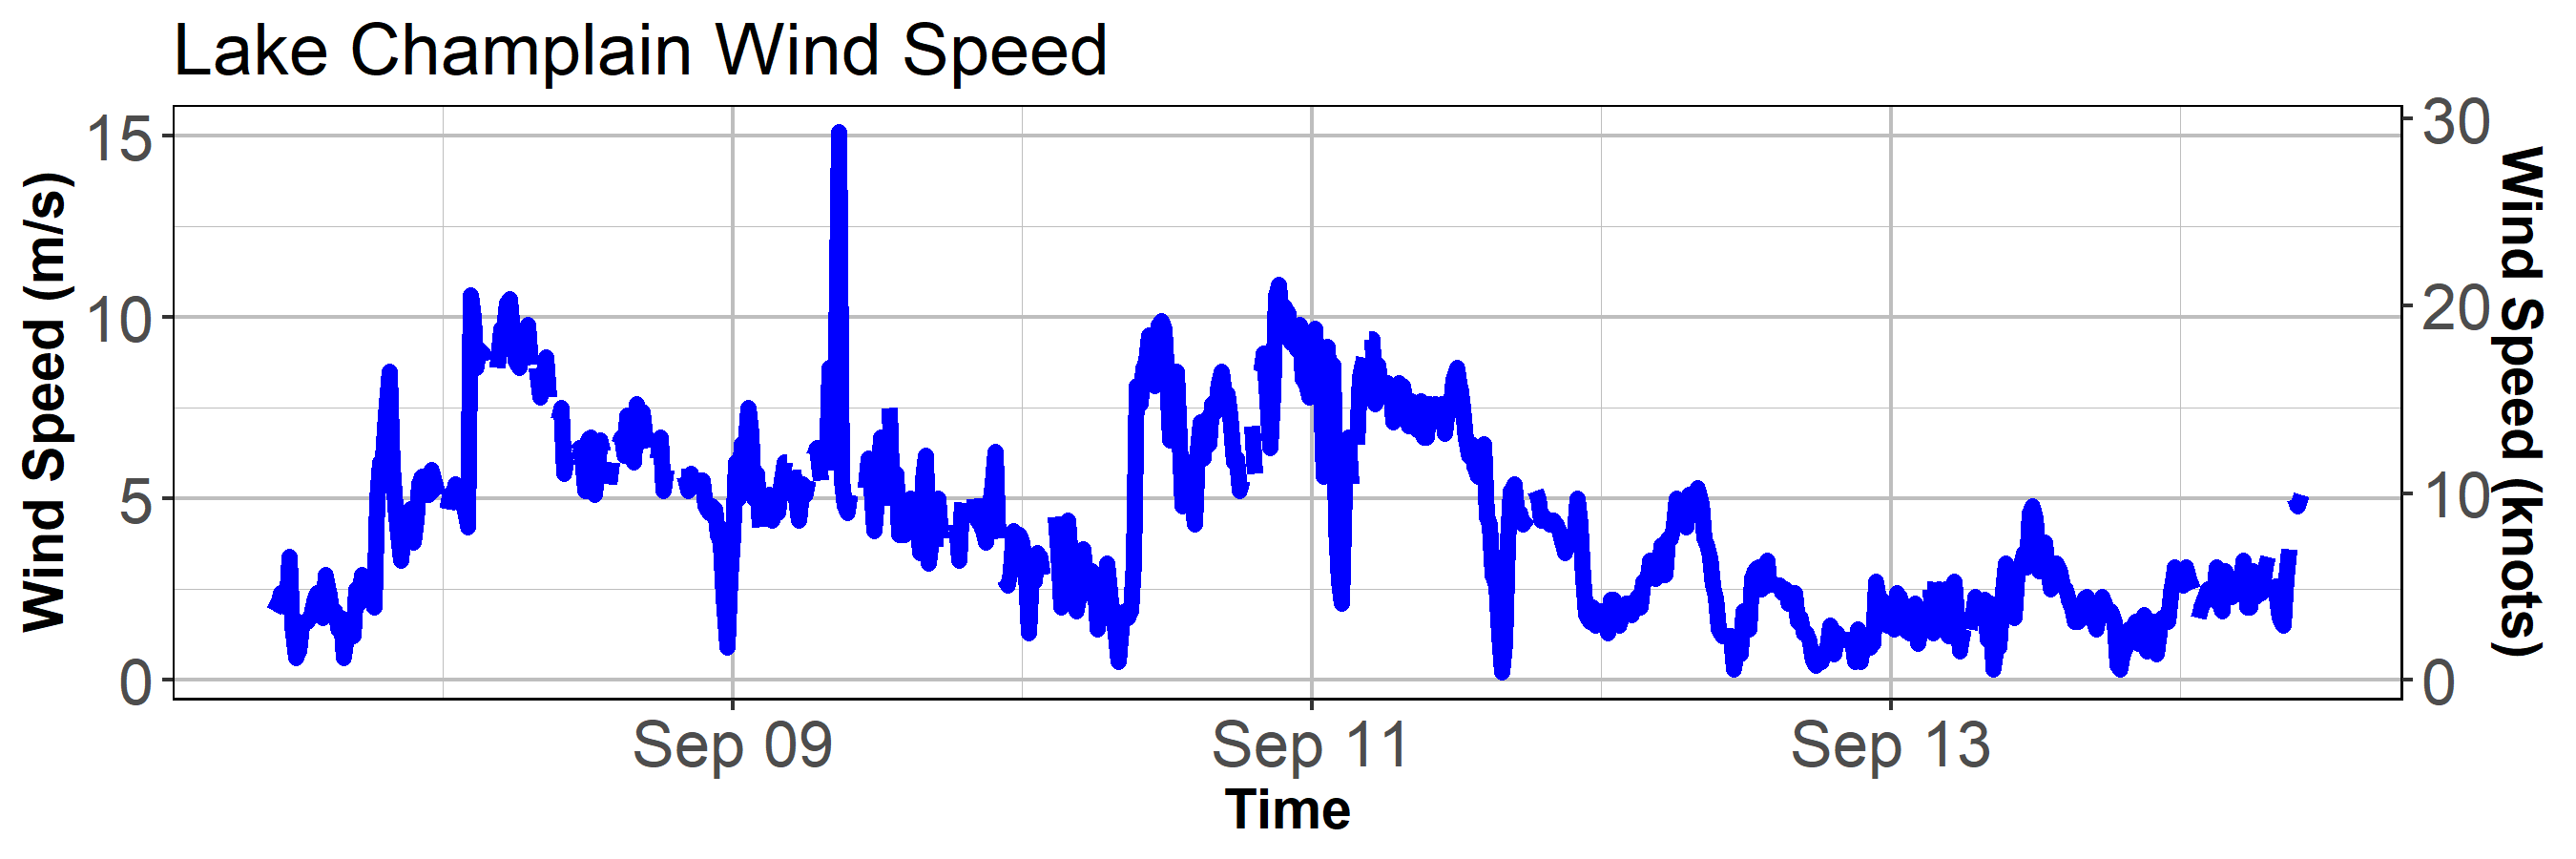 Lake Champlain Wind Speed
Wind Speed (m/s)
15
10
5
0
30
20
10
0
Wind Speed (knots)
Sep 09
Sep 11
Sep 13
Time